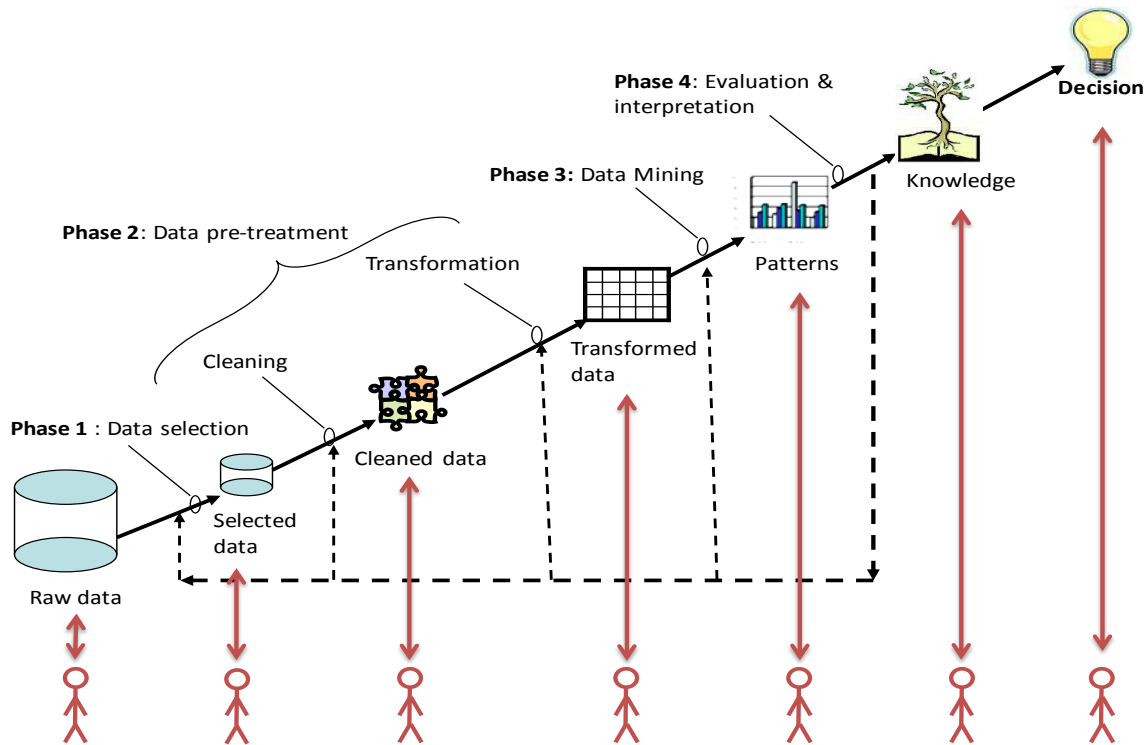 Decision
Phase 4: Evaluation &
interpretation
Knowledge
Phase 3: Data Mining
Patterns
Phase 2: Data pre-treatment
Transformation
Transformed
data
Cleaning
Cleaned data
Phase 1 : Data selection
Selected
data
Raw data